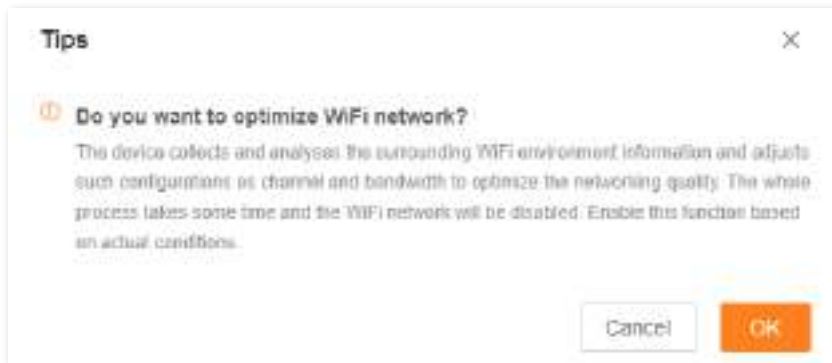 Tips
Do you want to optimize WiFi network?
The device collects and analyses the surrounding WiFi environment information and adjusts
such configurations as channel and bandwidth to optimize the networking quality. The whole
process takes some time and the WiFi network will be disabled. Enable this function based
on actual conditions.
Cancel
OK